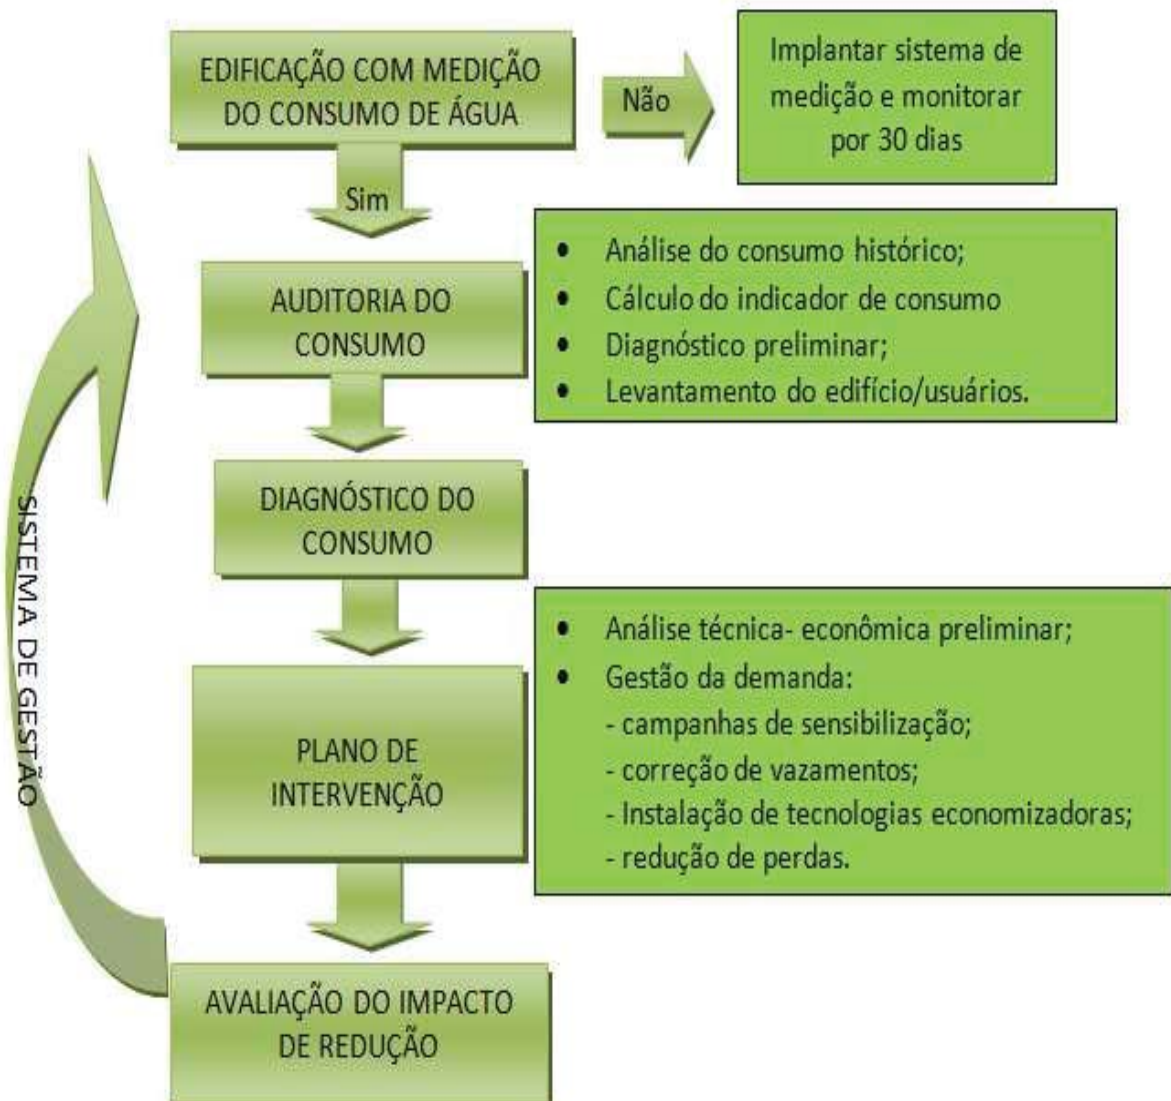 EDIFICAÇÃO COM MEDIÇÃO
DO CONSUMO DE ÁGUA
Não
Implantar sistema de
medição e monitorar
por 30 dias
Sim
AUDITORIA DO
CONSUMO
• Análise do consumo histórico;
• Cálculo do indicador de consumo
• Diagnóstico preliminar;
• Levantamento do edifício/usuários.
DIAGNÓSTICO DO
CONSUMO
SISTEMA DE GESTÃO
PLANO DE
INTERVENÇÃO
• Análise técnica- econômica preliminar;
• Gestão da demanda:
- campanhas de sensibilização;
- correção de vazamentos;
- Instalação de tecnologias economizadoras;
- redução de perdas.
AVALIAÇÃO DO IMPACTO
DE REDUÇÃO